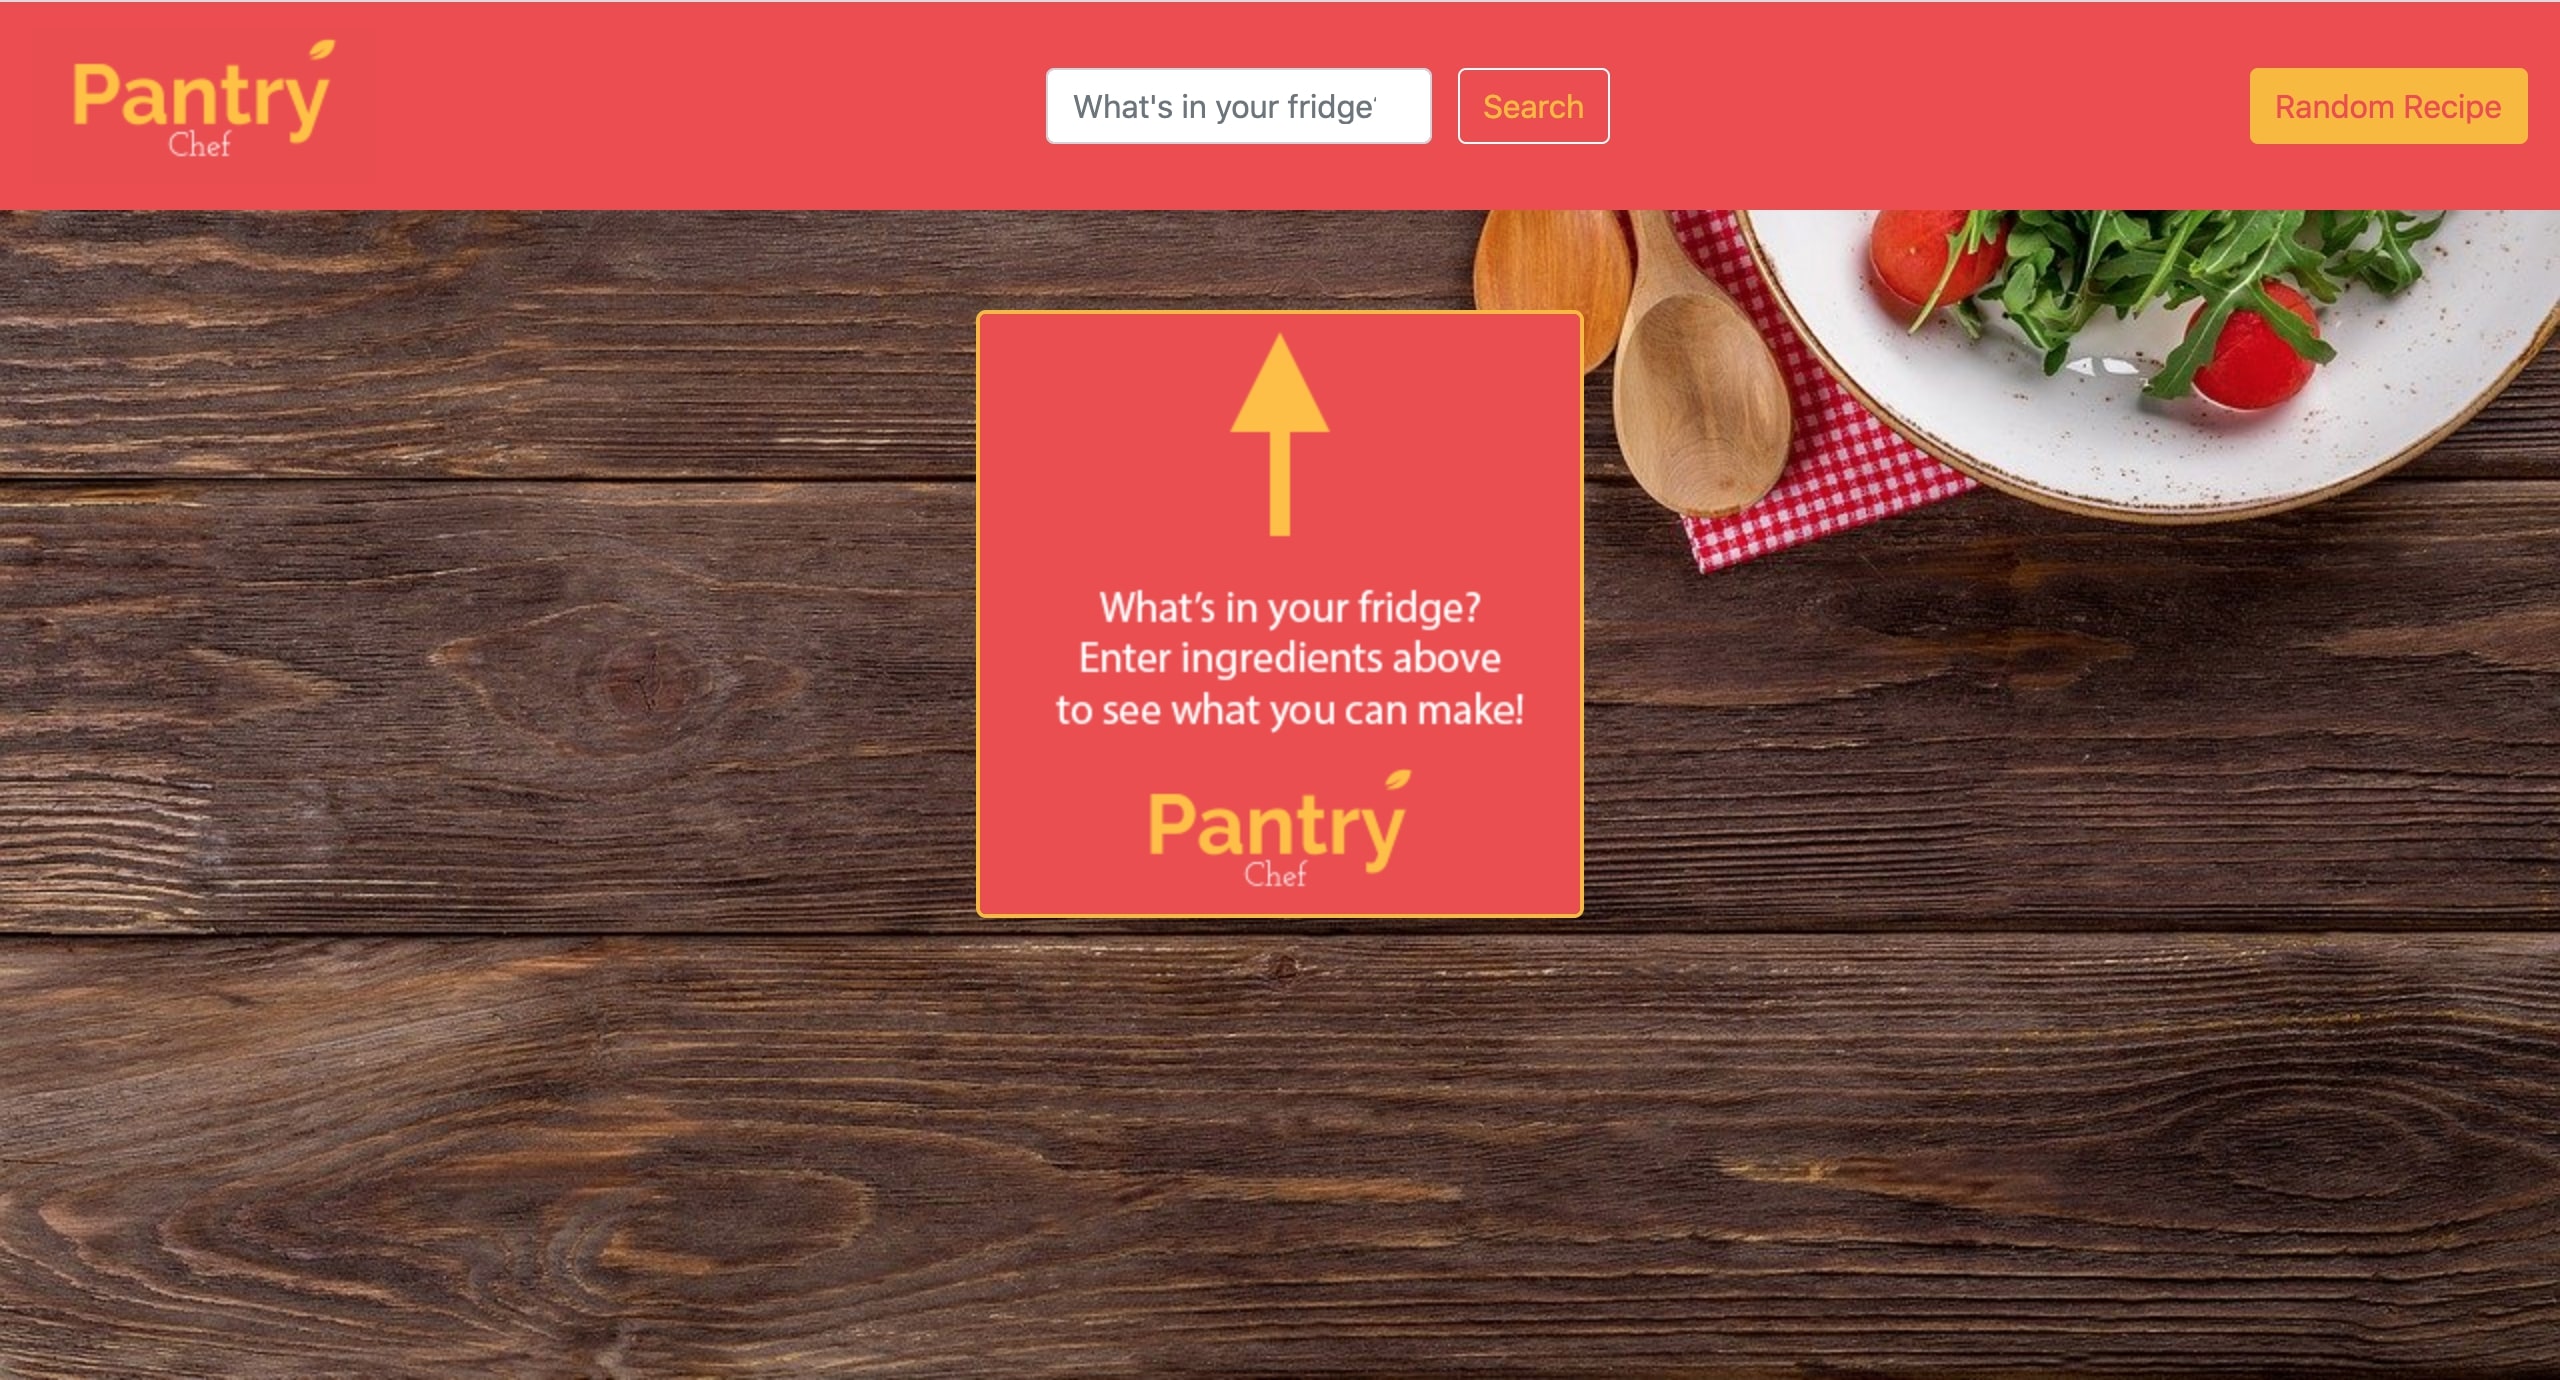 Pantry
Chef
What's in your fridge
Search
Random Recipe
What’s in your fridge?
Enter ingredients above
to see what you can make!
Pantry
Chef